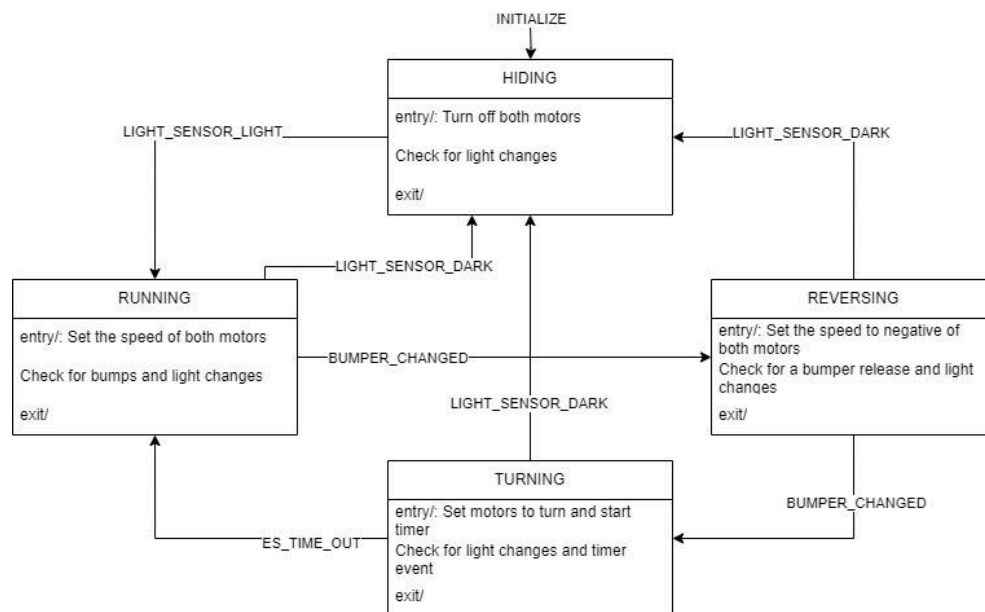 INITIALIZE
HIDING
entry/: Turn off both motors
Check for light changes
exit/
LIGHT_SENSOR_LIGHT
LIGHT_SENSOR_DARK
LIGHT_SENSOR_DARK
RUNNING
entry/: Set the speed of both motors
Check for bumps and light changes
exit/
BUMPER_CHANGED
REVERSING
entry/: Set the speed to negative of
both motors
Check for a bumper release and light
changes
exit/
LIGHT_SENSOR_DARK
TURNING
entry/: Set motors to turn and start
timer
Check for light changes and timer
event
exit/
BUMPER_CHANGED
ES_TIME_OUT